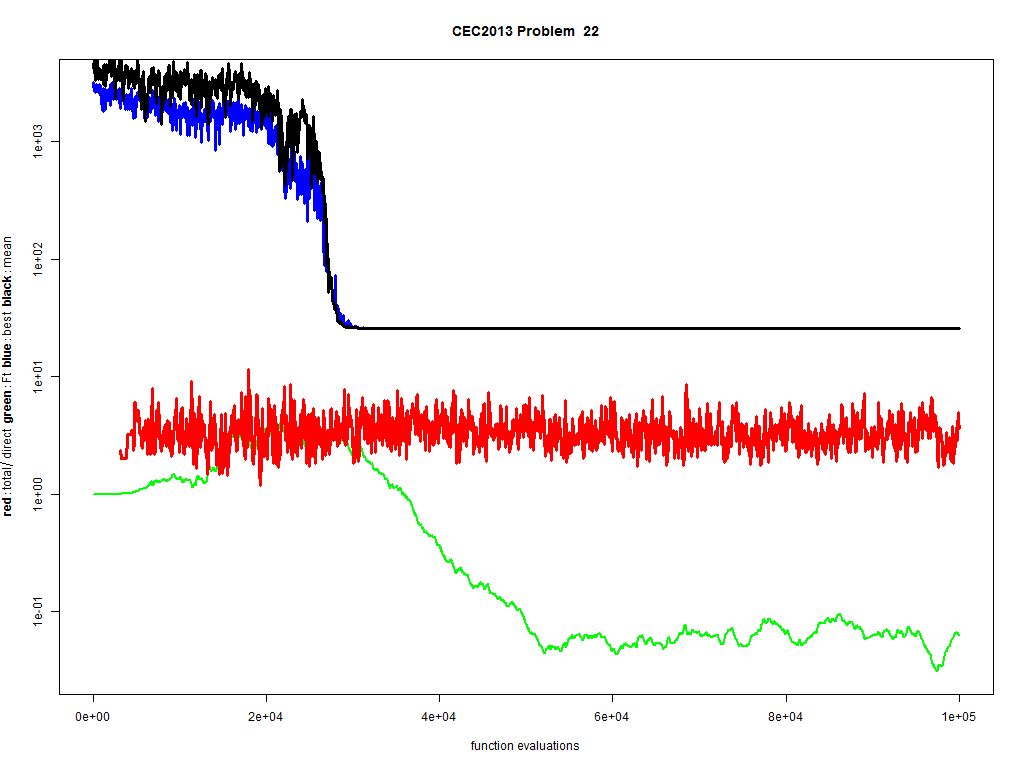 CEC2013 Problem 22
red : total/ direct green : Ft blue : best black : mean
1e+03
1e+02
1e+01
1e+00
1e-01
0e+00 2e+04 4e+04 6e+04 8e+04 1e+05
function evaluations